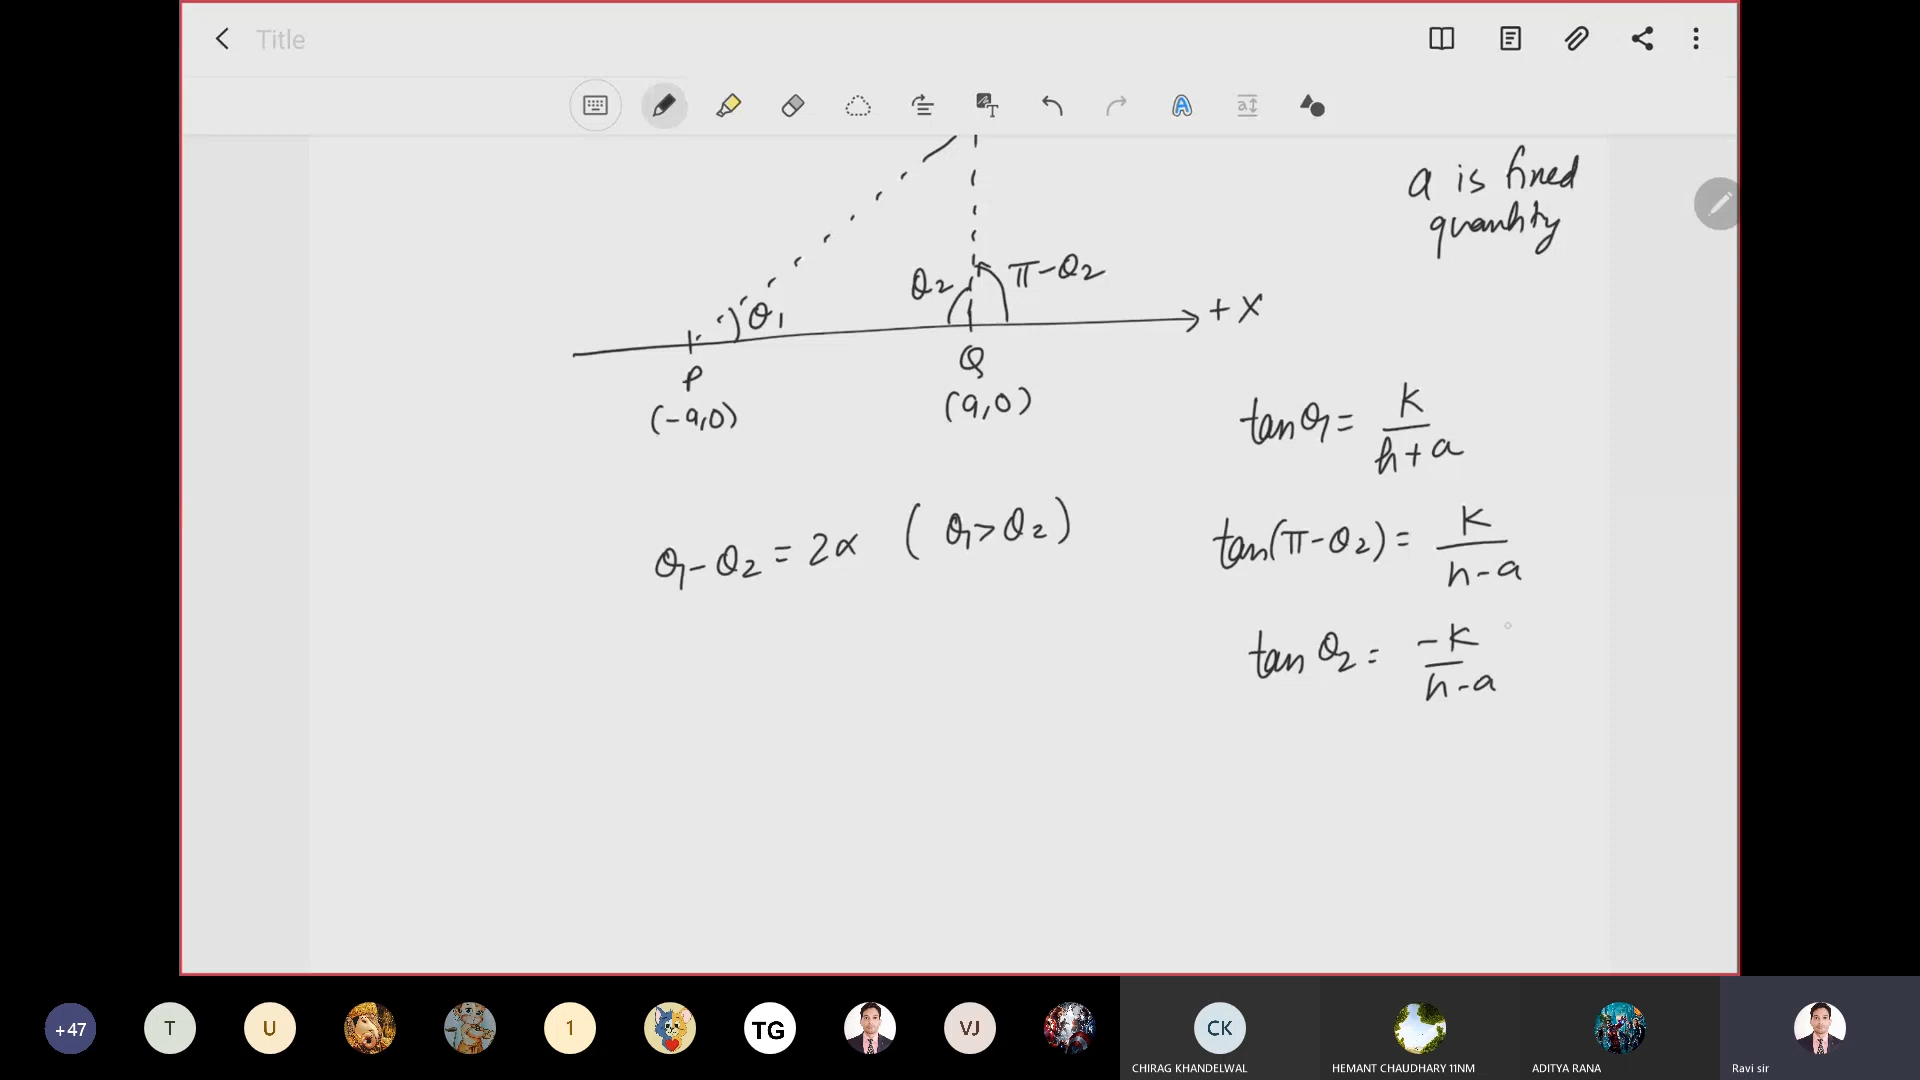 Title
a is fixed
quantity
θ₂ π-θ₂
θ₁
+X
P
Q
(-a,0)
(a,0)
tanθ₁ = K/h+a
θ₁-θ₂ = 2α ( θ₁>θ₂ )
tan(π-θ₂) = K/h-a
tan θ₂ = -K/h-a
+47
T
U
1
TG
VJ
CK
CHIRAG KHANDELWAL
HEMANT CHAUDHARY 11NM
ADITYA RANA
Ravi sir